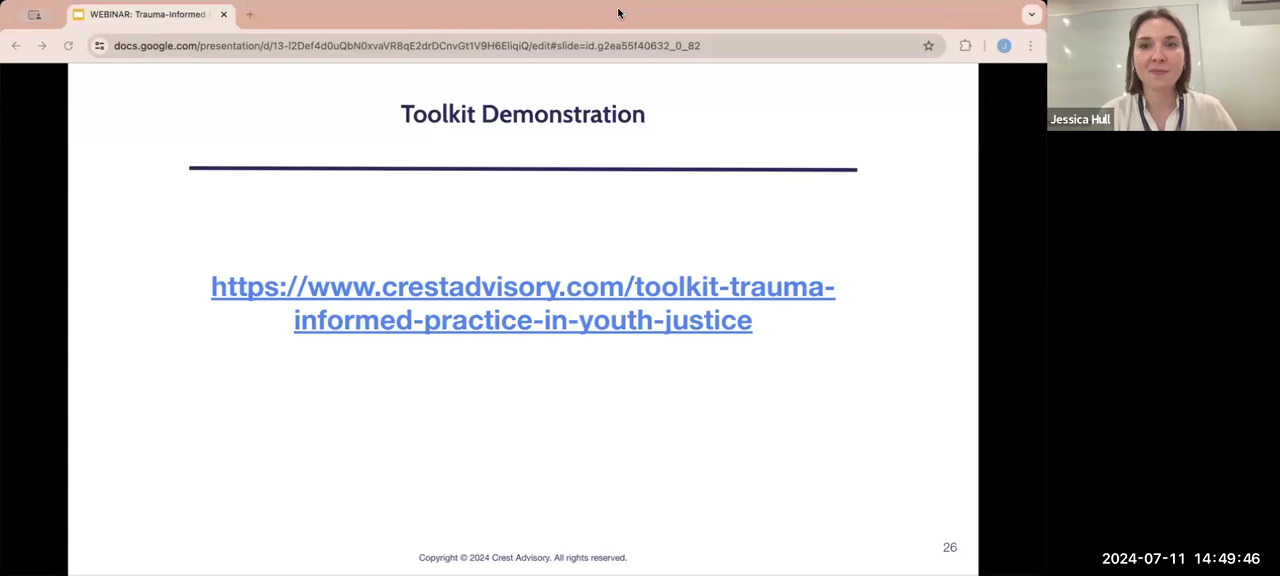 WEBINAR: Trauma-Informed
docs.google.com/presentation/d/13-l2Def4d0uQbN0xvaVR8qE2drDCnvGt1V9H6EliqiQ/edit#slide=id.g2ea55f40632_0_82
J
Jessica Hull
Toolkit Demonstration
https://www.crestadvisory.com/toolkit-trauma-
informed-practice-in-youth-justice
26
Copyright © 2024 Crest Advisory. All rights reserved.
2024-07-11 14:49:46